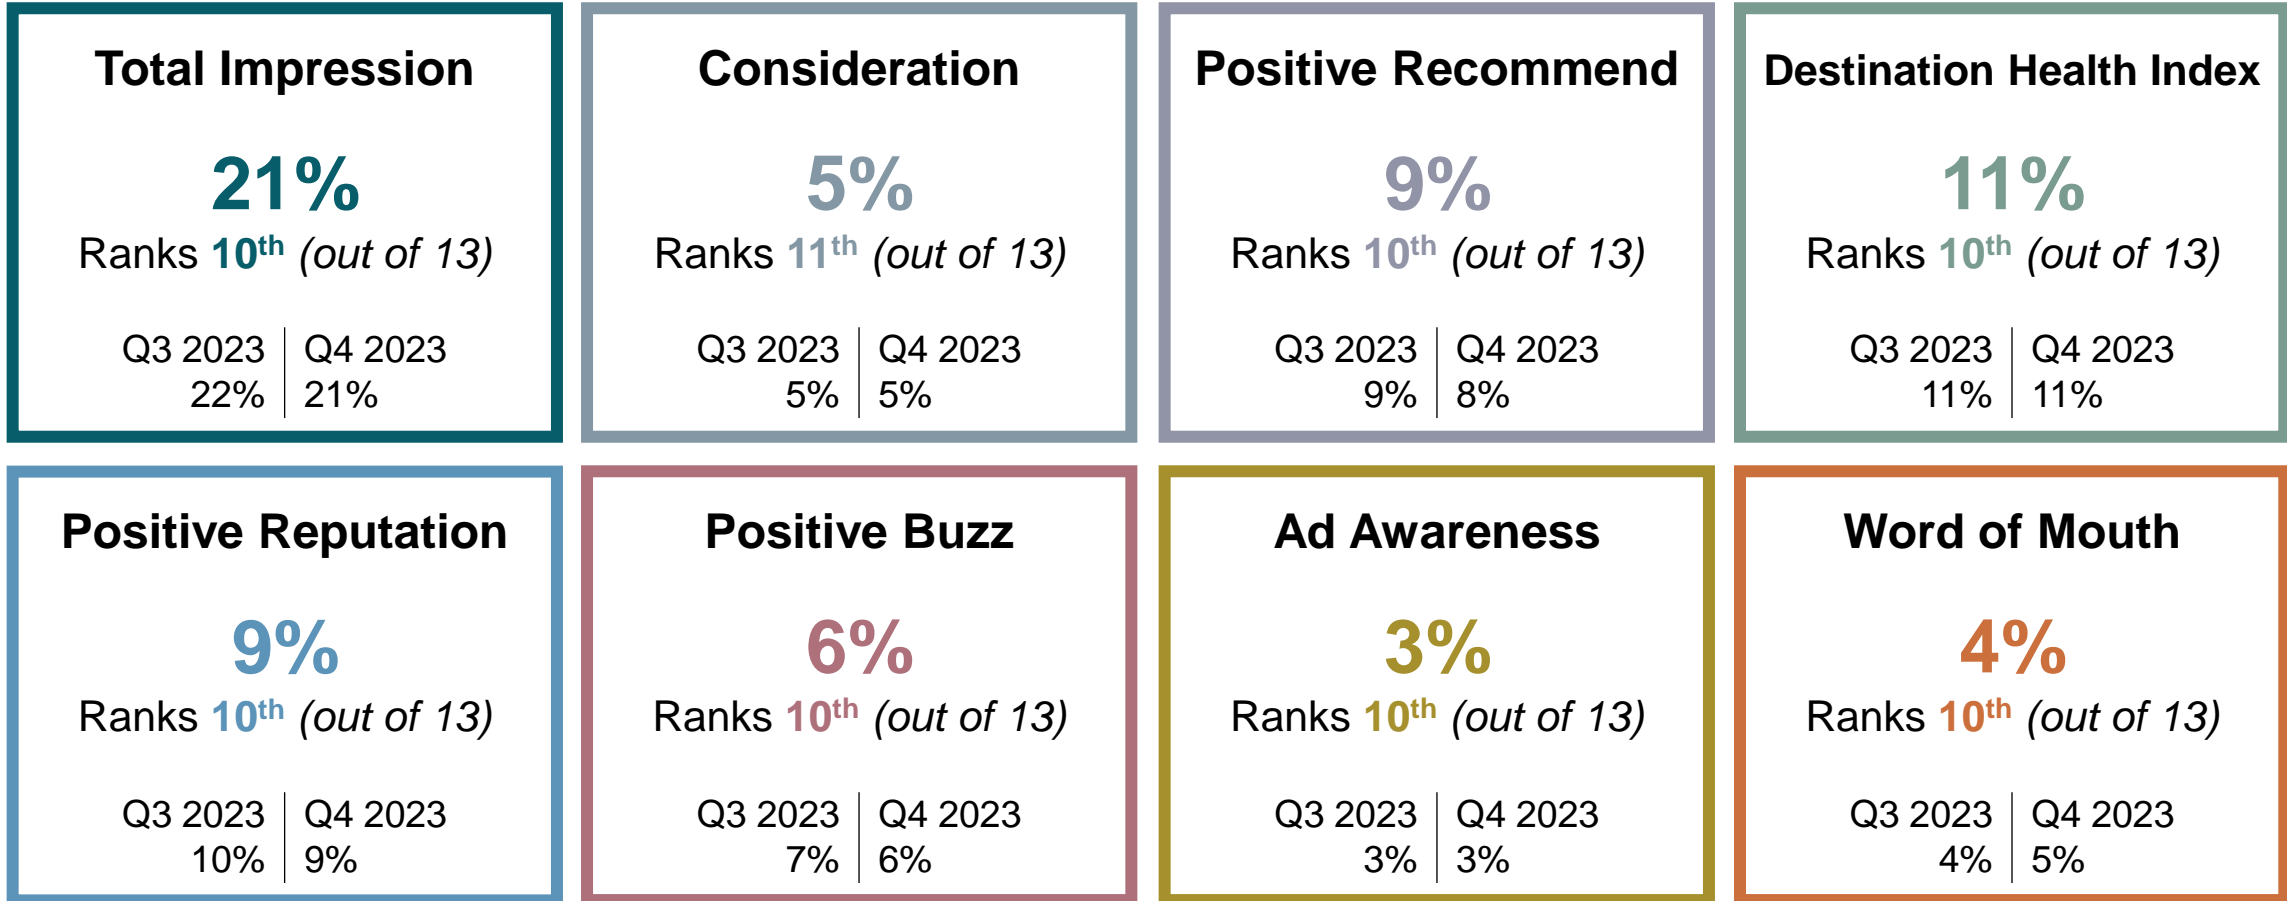 Total Impression
21%
Ranks 10th (out of 13)
Q3 2023 Q4 2023
22% 21%
Consideration
5%
Ranks 11th (out of 13)
Q3 2023 Q4 2023
5% 5%
Positive Recommend
9%
Ranks 10th (out of 13)
Q3 2023 Q4 2023
9% 8%
Destination Health Index
11%
Ranks 10th (out of 13)
Q3 2023 Q4 2023
11% 11%
Positive Reputation
9%
Ranks 10th (out of 13)
Q3 2023 Q4 2023
10% 9%
Positive Buzz
6%
Ranks 10th (out of 13)
Q3 2023 Q4 2023
7% 6%
Ad Awareness
3%
Ranks 10th (out of 13)
Q3 2023 Q4 2023
3% 3%
Word of Mouth
4%
Ranks 10th (out of 13)
Q3 2023 Q4 2023
4% 5%